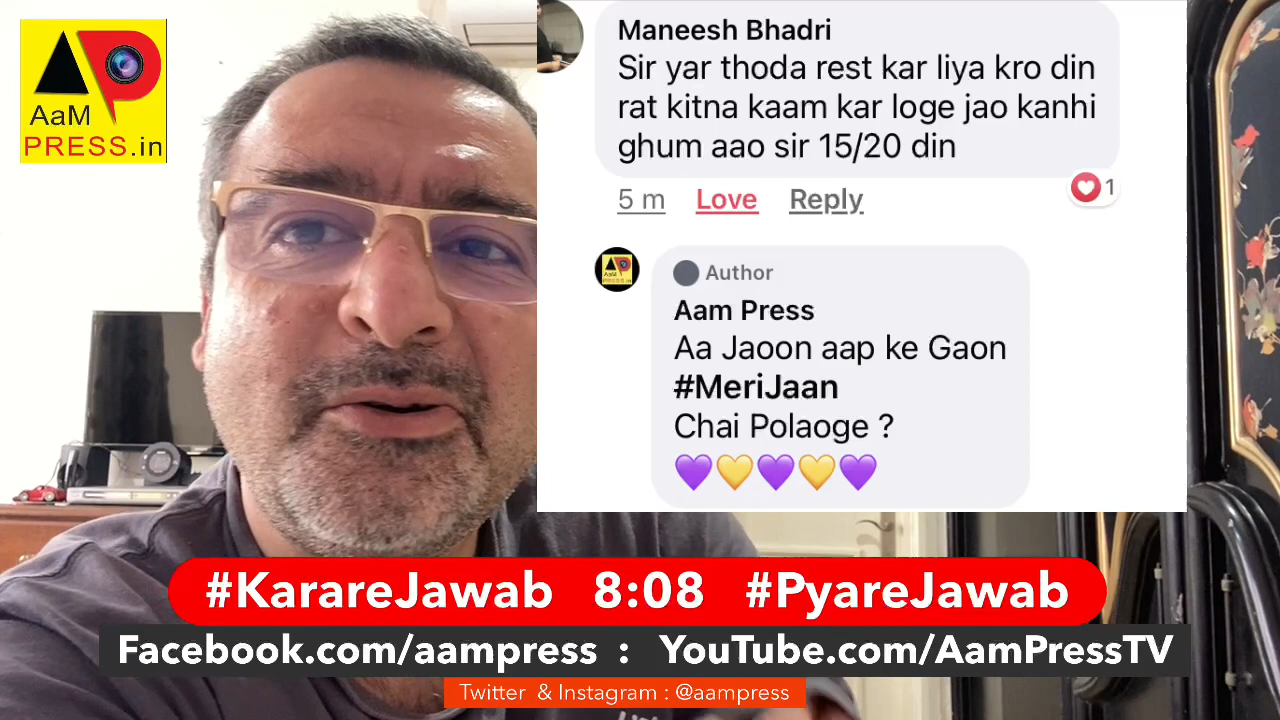 AP
AaM
PRESS.in
Maneesh Bhadri
Sir yar thoda rest kar liya kro din
rat kitna kaam kar loge jao kanhi
ghum aao sir 15/20 din
5 m Love Reply
1
Author
Aam Press
Aa Jaoon aap ke Gaon
#MeriJaan
Chai Polaoge ?
💜💛💜💛💜
#KarareJawab 8:08 #PyareJawab
Facebook.com/aampress : YouTube.com/AamPressTV
Twitter & Instagram : @aampress